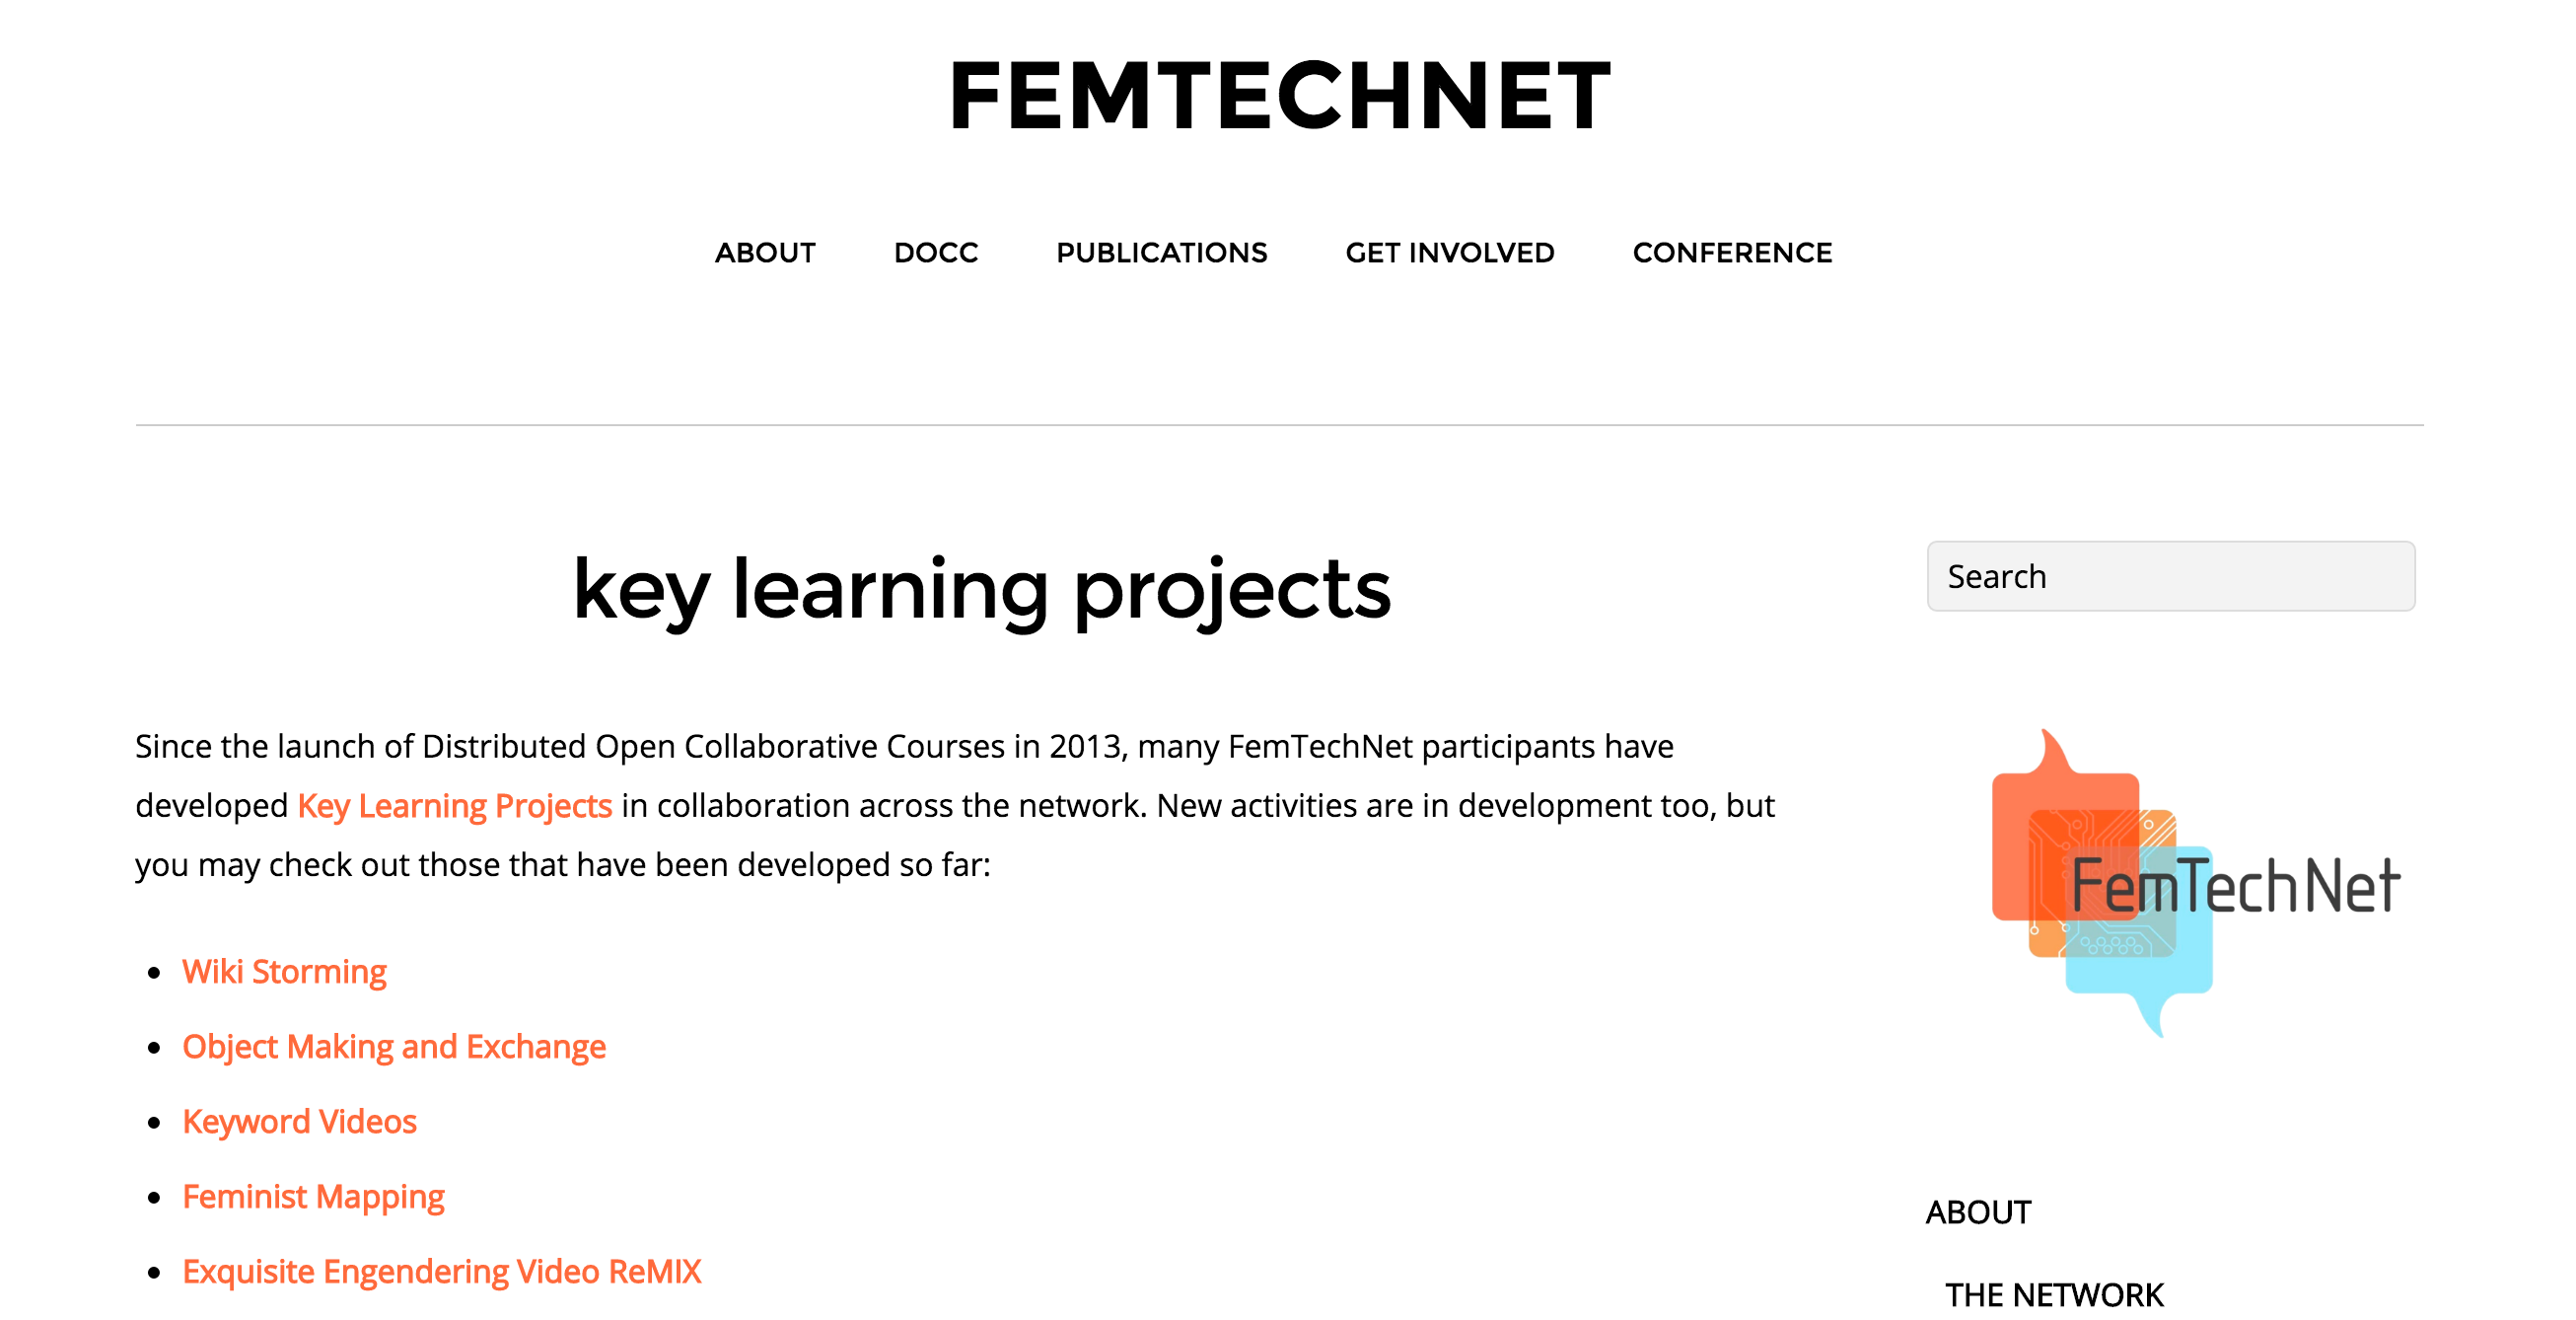 FEMTECHNET
ABOUT DOCC PUBLICATIONS GET INVOLVED CONFERENCE
key learning projects
Since the launch of Distributed Open Collaborative Courses in 2013, many FemTechNet participants have
developed Key Learning Projects in collaboration across the network. New activities are in development too, but
you may check out those that have been developed so far:
• Wiki Storming
• Object Making and Exchange
• Keyword Videos
• Feminist Mapping
• Exquisite Engendering Video ReMIX
Search
FemTechNet
ABOUT
THE NETWORK